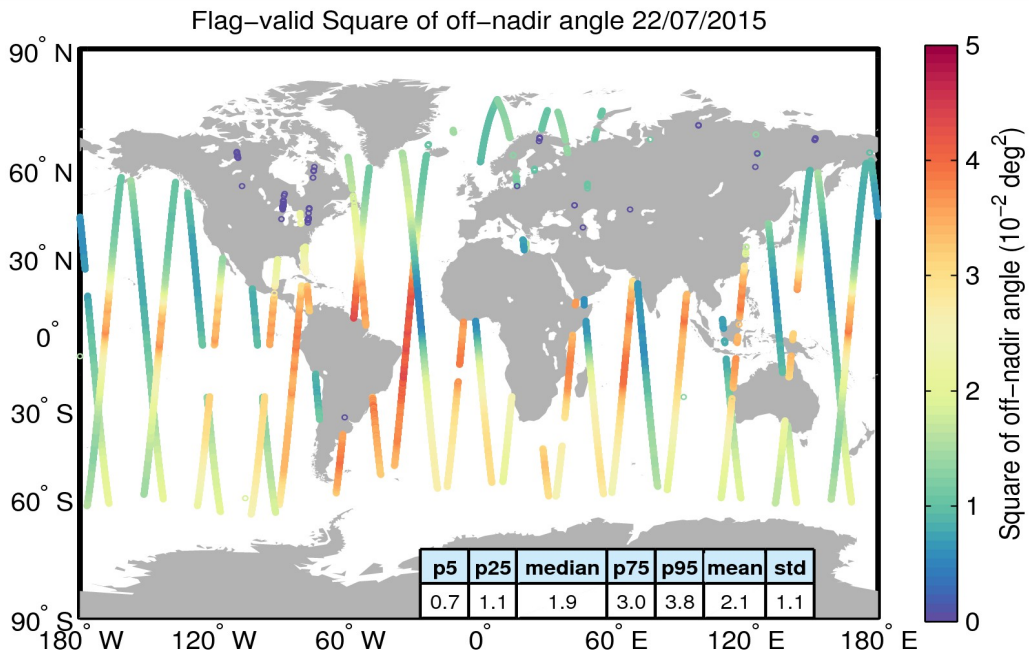 Flag−valid Square of off−nadir angle 22/07/2015
90° N
60° N
30° N
0°
30° S
60° S
90° S
180° W
120° W
60° W
0°
60° E
120° E
180° E
p5 p25 median p75 p95 mean std
0.7 1.1 1.9 3.0 3.8 2.1 1.1
5
4
3
2
1
0
Square of off−nadir angle (10⁻² deg²)